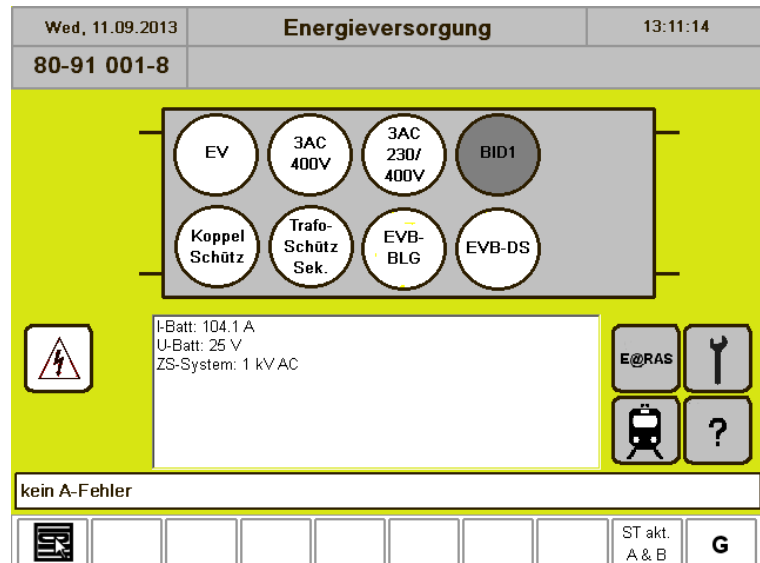 Wed, 11.09.2013
Energieversorgung
13:11:14
80-91 001-8
EV
3AC
400V
3AC
230/
400V
BID1
Koppel
Schütz
Trafo-
Schütz
Sek.
EVB-
BLG
EVB-DS
I-Batt: 104.1 A
U-Batt: 25 V
ZS-System: 1 kV AC
E@RAS
?
kein A-Fehler
ST akt.
A & B
G